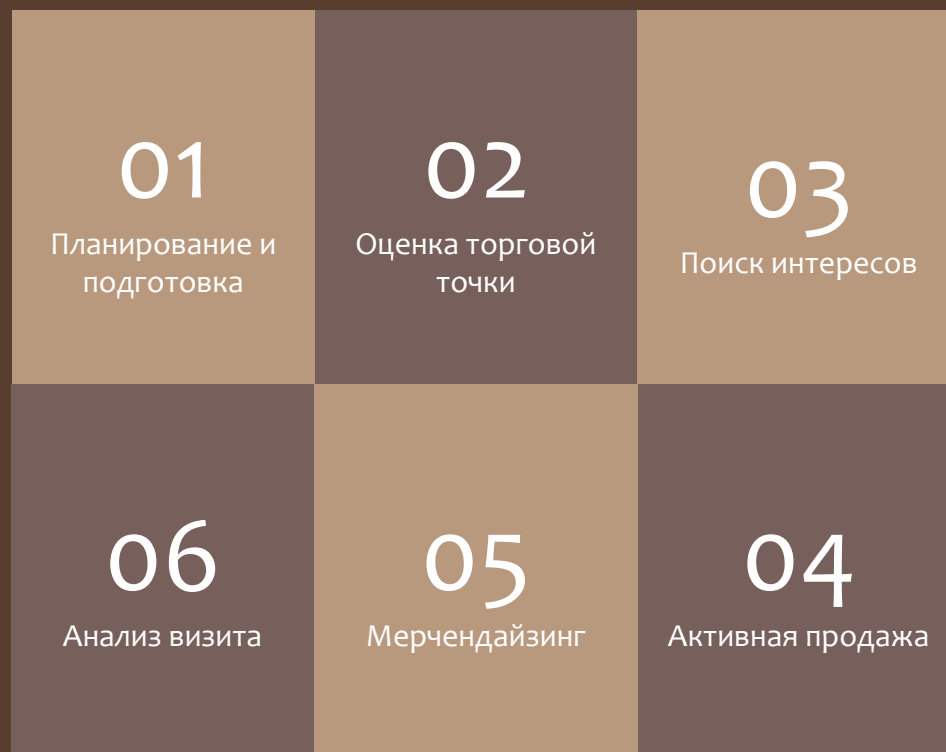 01
Планирование и
подготовка
02
Оценка торговой
точки
03
Поиск интересов
06
Анализ визита
05
Мерчендайзинг
04
Активная продажа